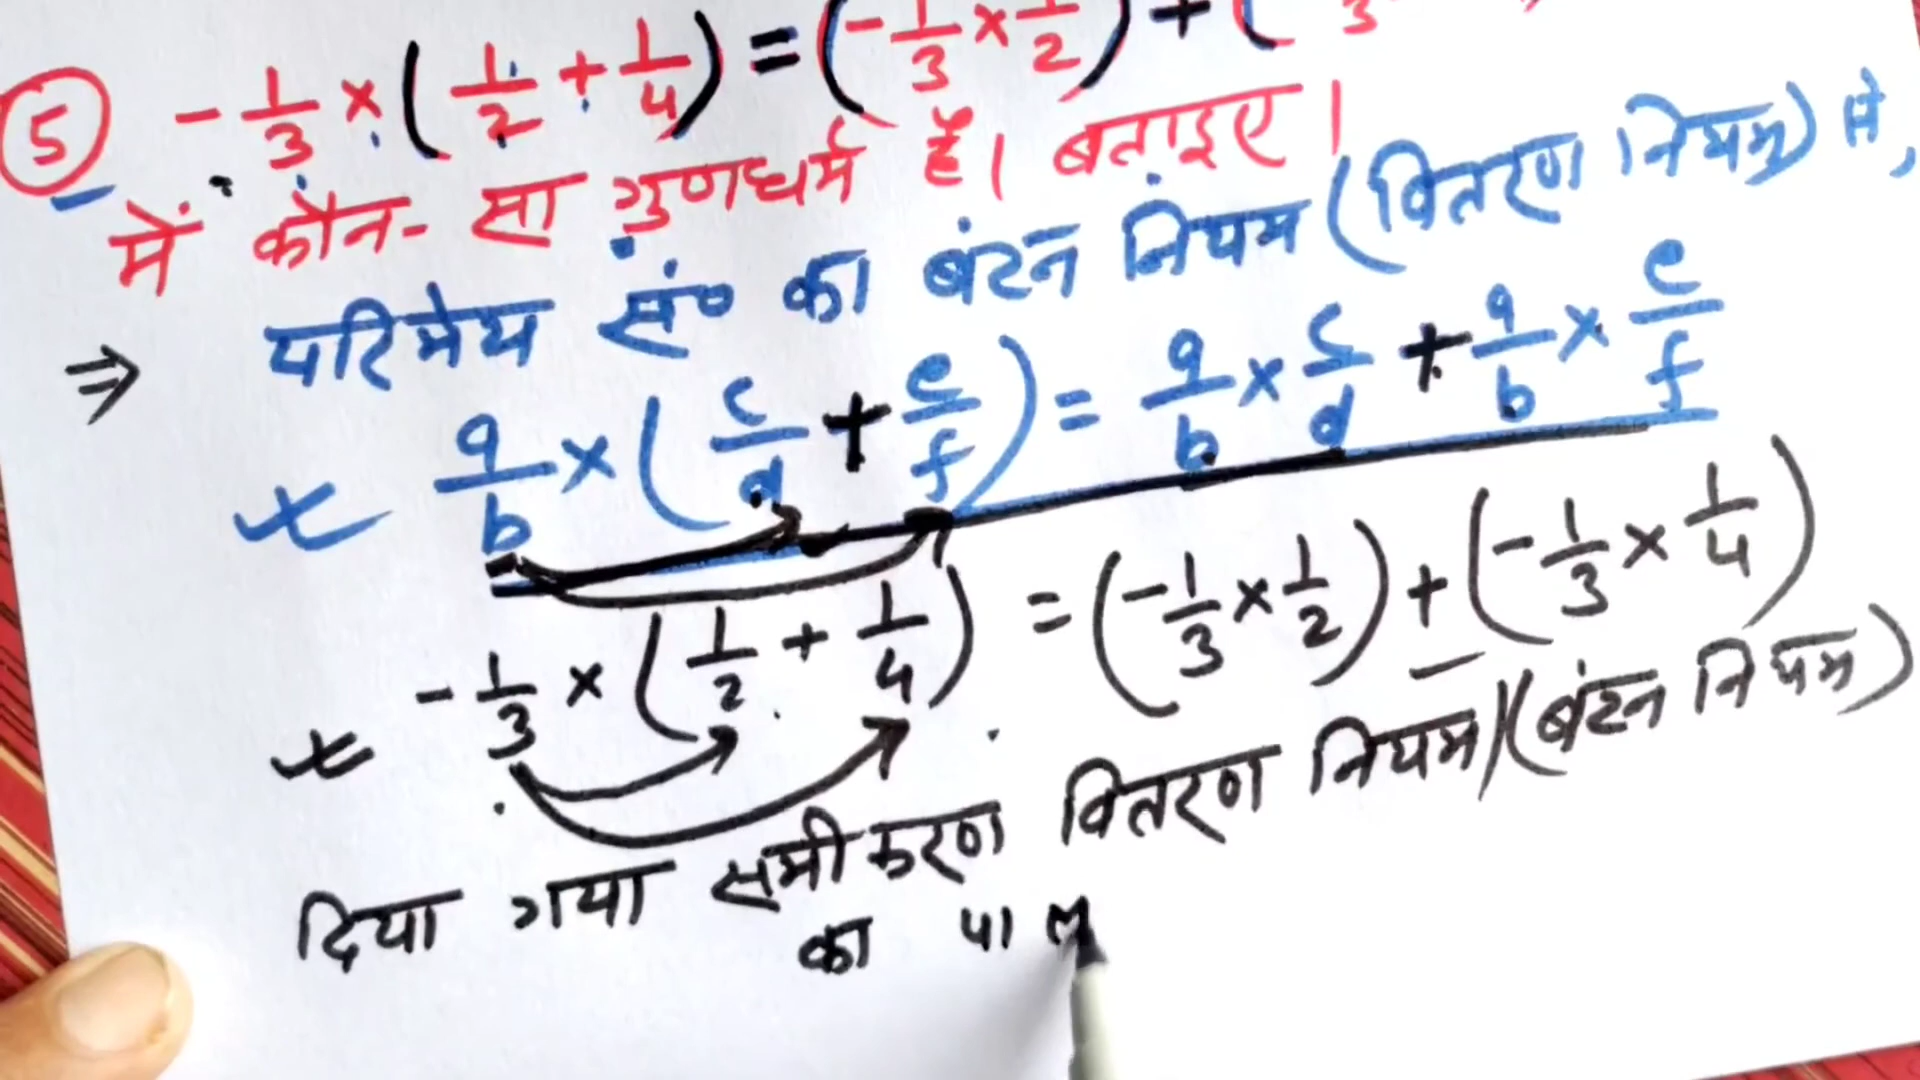 5 -1/3 × (1/2 + 1/4) = (-1/3 × 1/2) + ( 3
में कौन-सा गुणधर्म है। बताइए।
⇒ परिमेय सं० का बंटन नियम (वितरण नियम) से,
a/b × (c/d + e/f) = a/b × c/d + a/b × e/f
-1/3 × (1/2 + 1/4) = (-1/3 × 1/2) + (-1/3 × 1/4)
दिया गया समीकरण वितरण नियम (बंटन नियम)
का पाल